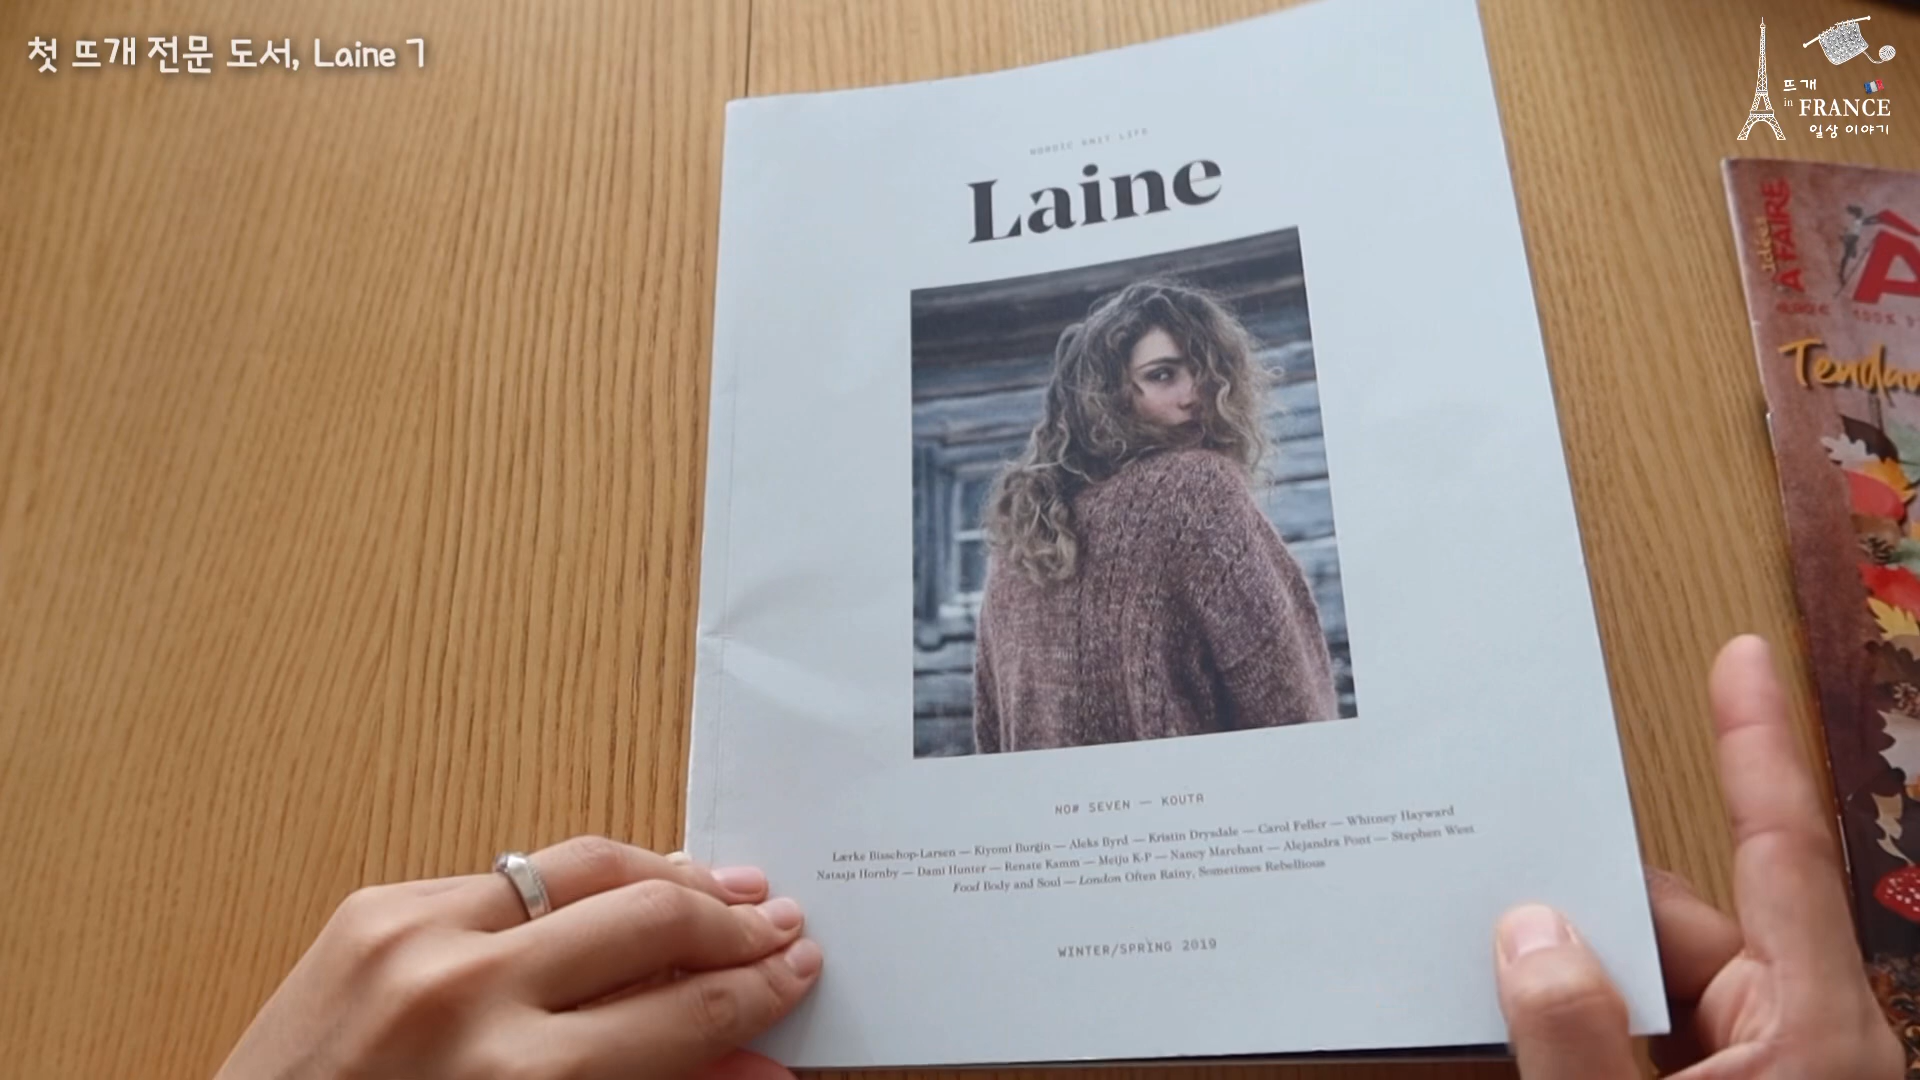 첫 뜨개 전문 도서, Laine 7
뜨개
in FRANCE
일상 이야기
NORDIC KNIT LIFE
Laine
NO# SEVEN — KOUTA
Lærke Bisschop-Larsen — Kiyomi Burgin — Aleks Byrd — Kristin Drysdale — Carol Feller — Whitney Hayward
Natasja Hornby — Dami Hunter — Renate Kamm — Meiju K-P — Nancy Marchant — Alejandra Pont — Stephen West
Food Body and Soul — London Often Rainy, Sometimes Rebellious
WINTER/SPRING 2019
idées
À FAIRE
100%